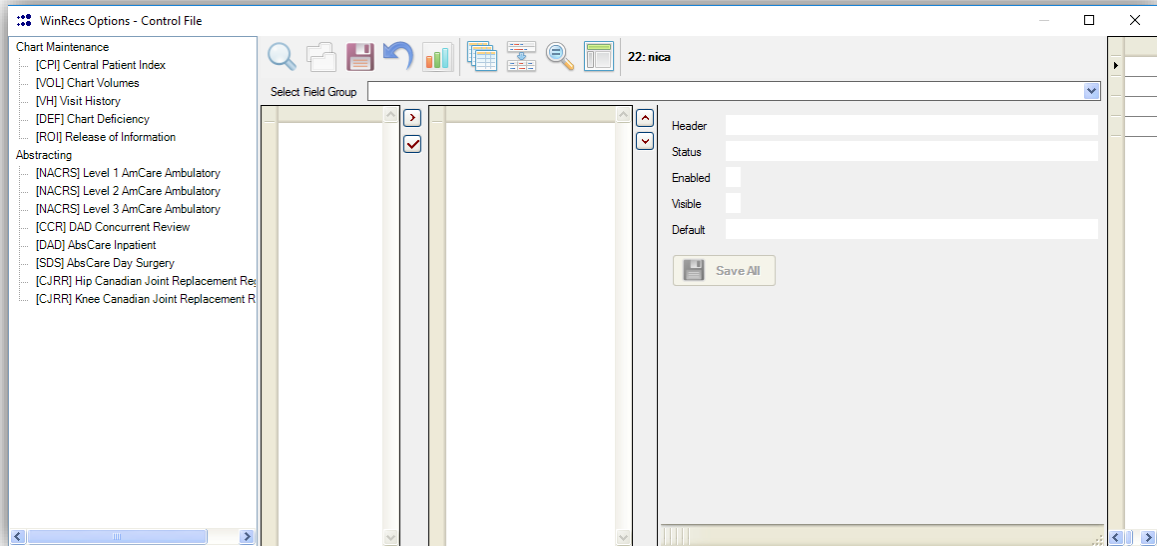 WinRecs Options - Control File
Chart Maintenance
[CPI] Central Patient Index
[VOL] Chart Volumes
[VH] Visit History
[DEF] Chart Deficiency
[ROI] Release of Information
Abstracting
[NACRS] Level 1 AmCare Ambulatory
[NACRS] Level 2 AmCare Ambulatory
[NACRS] Level 3 AmCare Ambulatory
[CCR] DAD Concurrent Review
[DAD] AbsCare Inpatient
[SDS] AbsCare Day Surgery
[CJRR] Hip Canadian Joint Replacement Reg
[CJRR] Knee Canadian Joint Replacement R
22: nica
Select Field Group
Header
Status
Enabled
Visible
Default
Save All